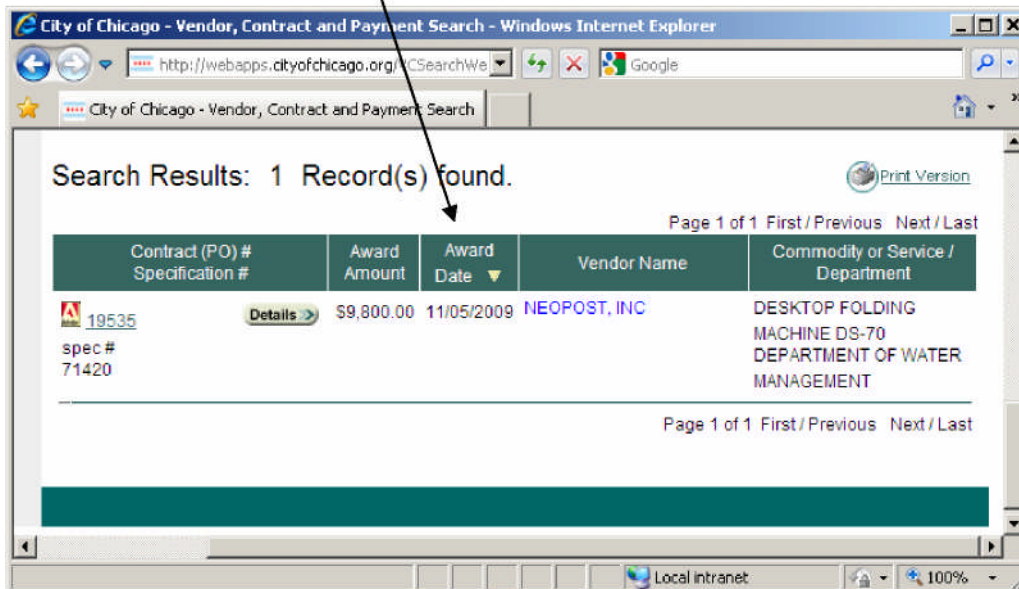 City of Chicago - Vendor, Contract and Payment Search - Windows Internet Explorer
http://webapps.cityofchicago.org/ CSearchWe
Google
City of Chicago - Vendor, Contract and Payment Search
Search Results: 1 Record(s) found.
Print Version
Page 1 of 1 First / Previous Next / Last
Contract (PO) # Award Award Vendor Name Commodity or Service /
Specification # Amount Date Department
19535 Details $9,800.00 11/05/2009 NEOPOST, INC DESKTOP FOLDING
MACHINE DS-70
spec # DEPARTMENT OF WATER
71420 MANAGEMENT
Page 1 of 1 First / Previous Next / Last
Local intranet 100%